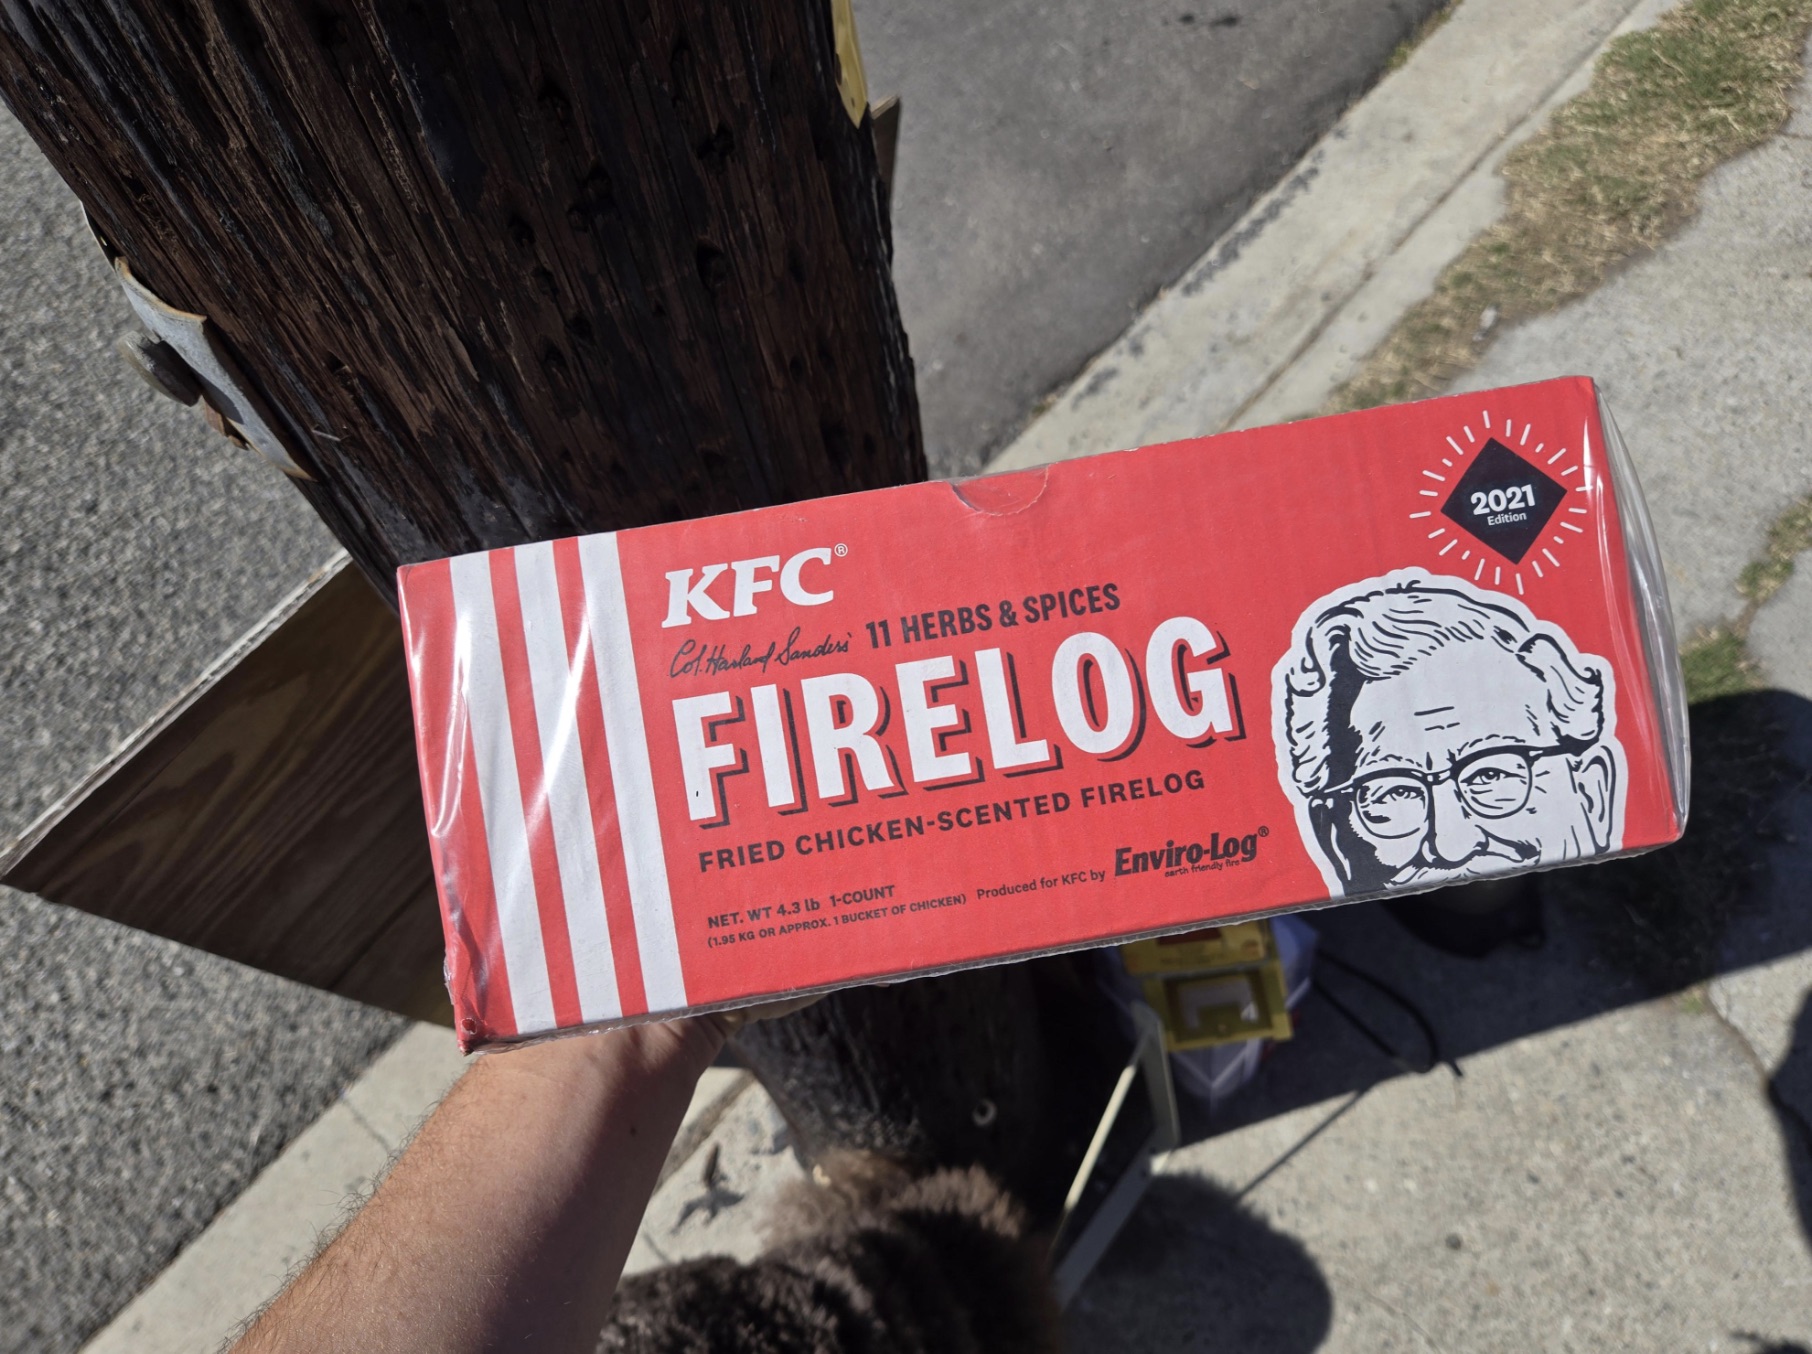 2021
Edition
KFC®
Col. Harland Sanders' 11 HERBS & SPICES
FIRELOG
FRIED CHICKEN-SCENTED FIRELOG
NET. WT 4.3 lb 1-COUNT
(1.95 KG OR APPROX. 1 BUCKET OF CHICKEN) Produced for KFC by Enviro-Log®
earth friendly fire